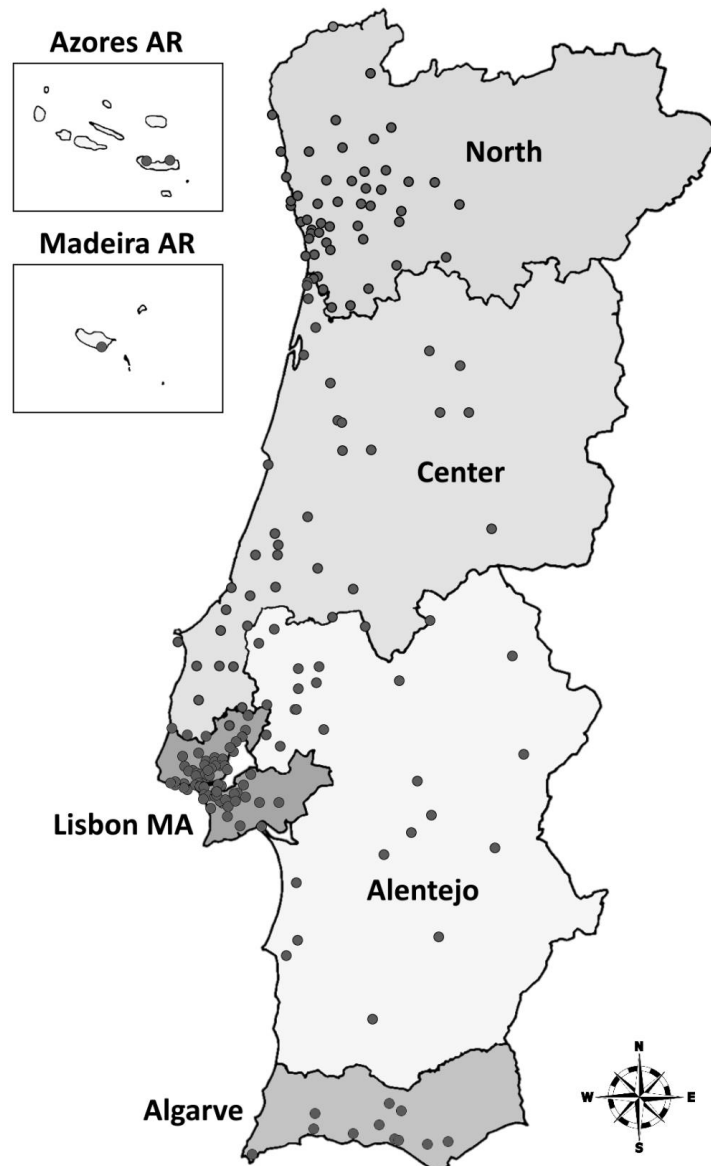 Azores AR
North
Madeira AR
Center
Lisbon MA
Alentejo
Algarve
N
W
E
S